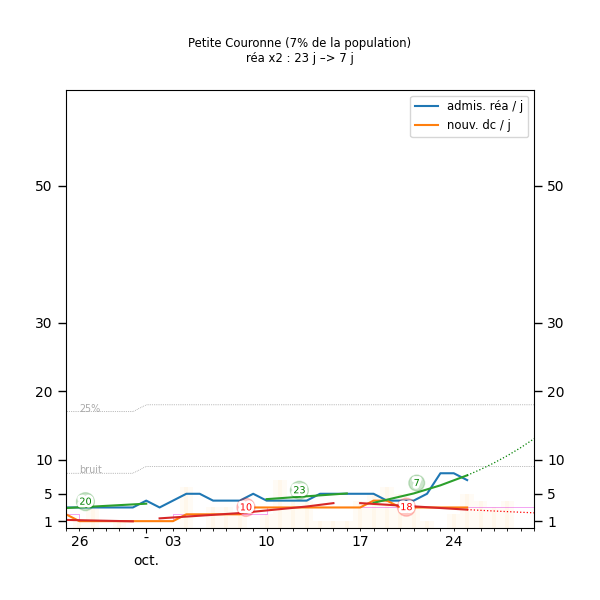 Petite Couronne (7% de la population)
réa x2 : 23 j –> 7 j
admis. réa / j
nouv. dc / j
50 50
30 30
20 20
25%
10 10
bruit
5 5
1 1
20
10
23
7
18
26 - 03 10 17 24
oct.